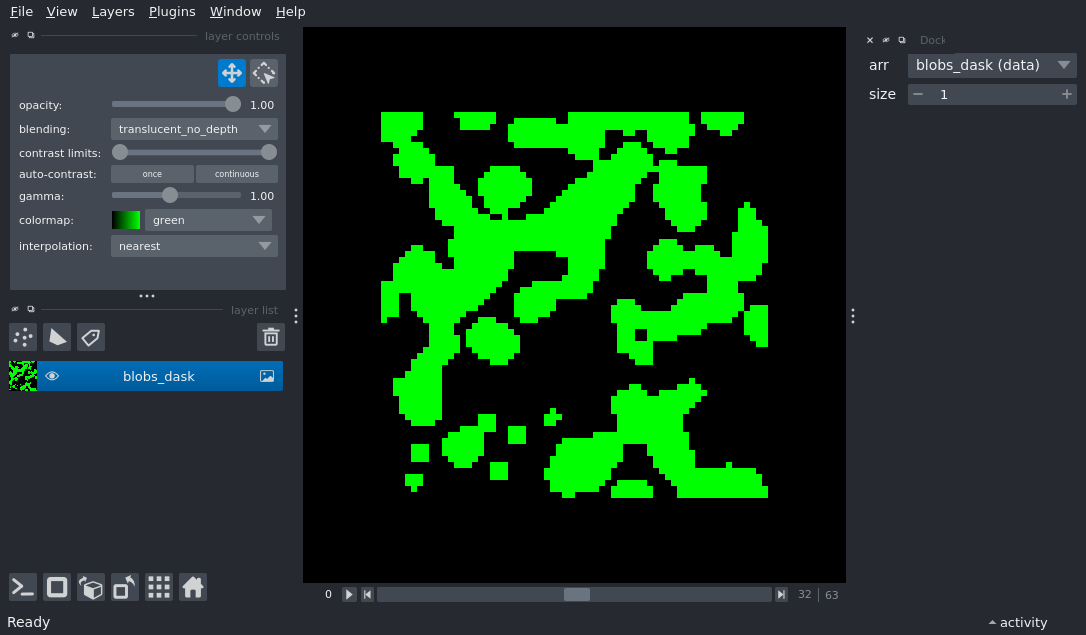 File View Layers Plugins Window Help
layer controls
opacity: 1.00
blending: translucent_no_depth
contrast limits:
auto-contrast: once continuous
gamma: 1.00
colormap: green
interpolation: nearest
layer list
blobs_dask
0 32 63
Ready
Dock
arr blobs_dask (data)
size 1
activity